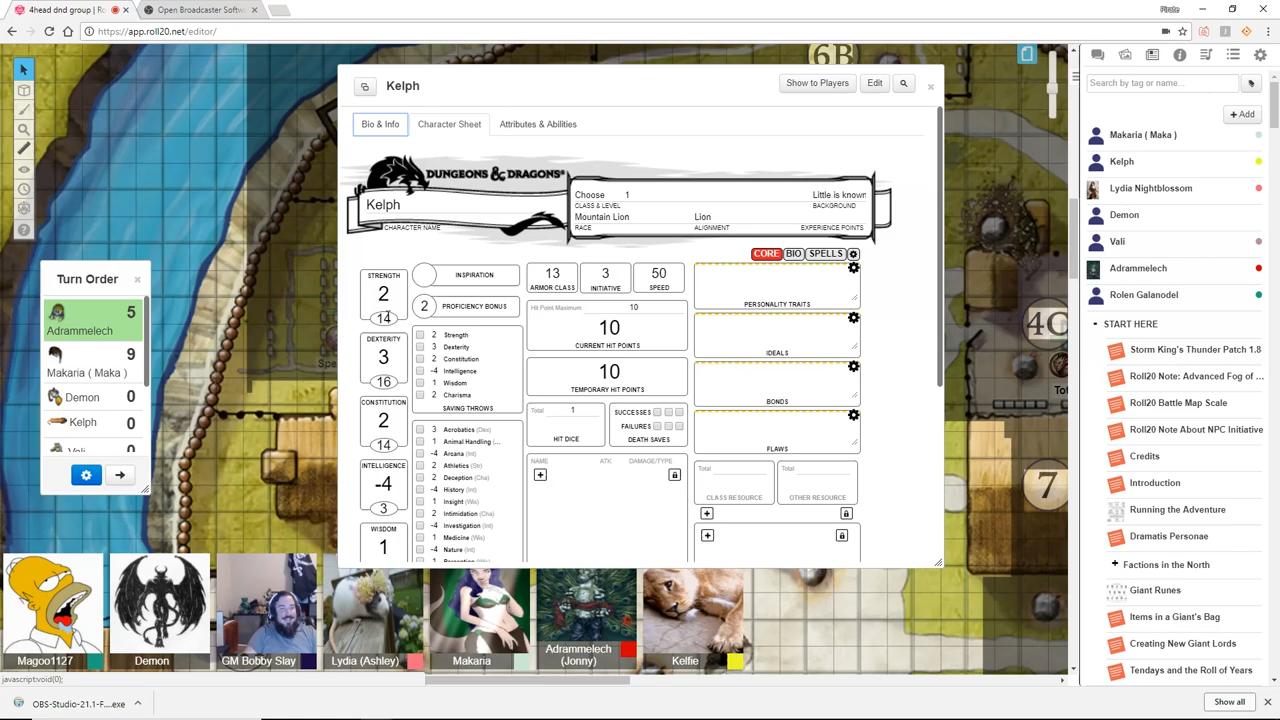 4head dnd group | Ro
Open Broadcaster Softw
Pirate
https://app.roll20.net/editor/
6B
Kelph
Show to Players
Edit
Bio & Info
Character Sheet
Attributes & Abilities
DUNGEONS & DRAGONS®
Kelph
CHARACTER NAME
Choose 1 Little is known
CLASS & LEVEL BACKGROUND
Mountain Lion Lion
RACE ALIGNMENT EXPERIENCE POINTS
CORE BIO SPELLS
STRENGTH
2
14
DEXTERITY
3
16
CONSTITUTION
2
14
INTELLIGENCE
-4
3
WISDOM
1
INSPIRATION
2 PROFICIENCY BONUS
2 Strength
3 Dexterity
2 Constitution
-4 Intelligence
1 Wisdom
2 Charisma
SAVING THROWS
3 Acrobatics (Dex)
1 Animal Handling (...
-4 Arcana (Int)
2 Athletics (Str)
2 Deception (Cha)
-4 History (Int)
1 Insight (Wis)
2 Intimidation (Cha)
-4 Investigation (Int)
1 Medicine (Wis)
-4 Nature (Int)
13 3 50
ARMOR CLASS INITIATIVE SPEED
Hit Point Maximum 10
10
CURRENT HIT POINTS
10
TEMPORARY HIT POINTS
Total 1
HIT DICE
SUCCESSES
FAILURES
DEATH SAVES
NAME ATK DAMAGE/TYPE
PERSONALITY TRAITS
IDEALS
BONDS
FLAWS
Total Total
CLASS RESOURCE OTHER RESOURCE
Turn Order
5
Adrammelech
9
Makaria ( Maka )
Demon 0
Kelph 0
4C
7
Magoo1127
Demon
GM Bobby Slay
Lydia (Ashley)
Makaria
Adrammelech
(Jonny)
Kelfie
Search by tag or name...
+ Add
Makaria ( Maka )
Kelph
Lydia Nightblossom
Demon
Vali
Adrammelech
Rolen Galanodel
START HERE
Storm King's Thunder Patch 1.8
Roll20 Note: Advanced Fog of ...
Roll20 Battle Map Scale
Roll20 Note About NPC Initiative
Credits
Introduction
Running the Adventure
Dramatis Personae
Factions in the North
Giant Runes
Items in a Giant's Bag
Creating New Giant Lords
Tendays and the Roll of Years
javascript:void(0);
OBS-Studio-21.1-F....exe
Show all